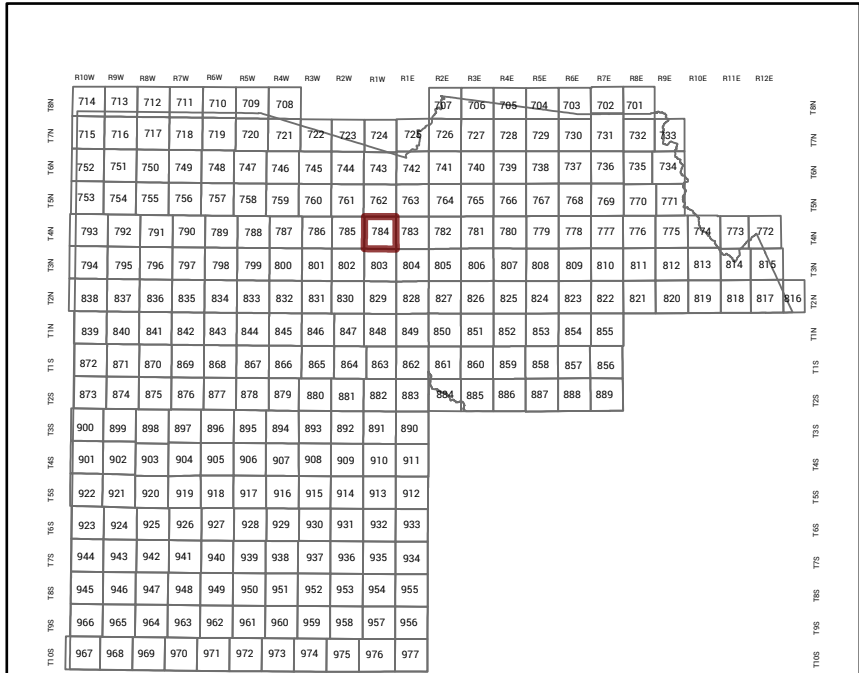 R10W R9W R8W R7W R6W R5W R4W R3W R2W R1W R1E R2E R3E R4E R5E R6E R7E R8E R9E R10E R11E R12E
T8N 714 713 712 711 710 709 708 707 706 705 704 703 702 701 T8N
T7N 715 716 717 718 719 720 721 722 723 724 725 726 727 728 729 730 731 732 733 T7N
T6N 752 751 750 749 748 747 746 745 744 743 742 741 740 739 738 737 736 735 734 T6N
T5N 753 754 755 756 757 758 759 760 761 762 763 764 765 766 767 768 769 770 771 T5N
T4N 793 792 791 790 789 788 787 786 785 784 783 782 781 780 779 778 777 776 775 774 773 772 T4N
T3N 794 795 796 797 798 799 800 801 802 803 804 805 806 807 808 809 810 811 812 813 814 815 T3N
T2N 838 837 836 835 834 833 832 831 830 829 828 827 826 825 824 823 822 821 820 819 818 817 816 T2N
T1N 839 840 841 842 843 844 845 846 847 848 849 850 851 852 853 854 855 T1N
T1S 872 871 870 869 868 867 866 865 864 863 862 861 860 859 858 857 856 T1S
T2S 873 874 875 876 877 878 879 880 881 882 883 884 885 886 887 888 889 T2S
T3S 900 899 898 897 896 895 894 893 892 891 890 T3S
T4S 901 902 903 904 905 906 907 908 909 910 911 T4S
T5S 922 921 920 919 918 917 916 915 914 913 912 T5S
T6S 923 924 925 926 927 928 929 930 931 932 933 T6S
T7S 944 943 942 941 940 939 938 937 936 935 934 T7S
T8S 945 946 947 948 949 950 951 952 953 954 955 T8S
T9S 966 965 964 963 962 961 960 959 958 957 956 T9S
T10S 967 968 969 970 971 972 973 974 975 976 977 T10S